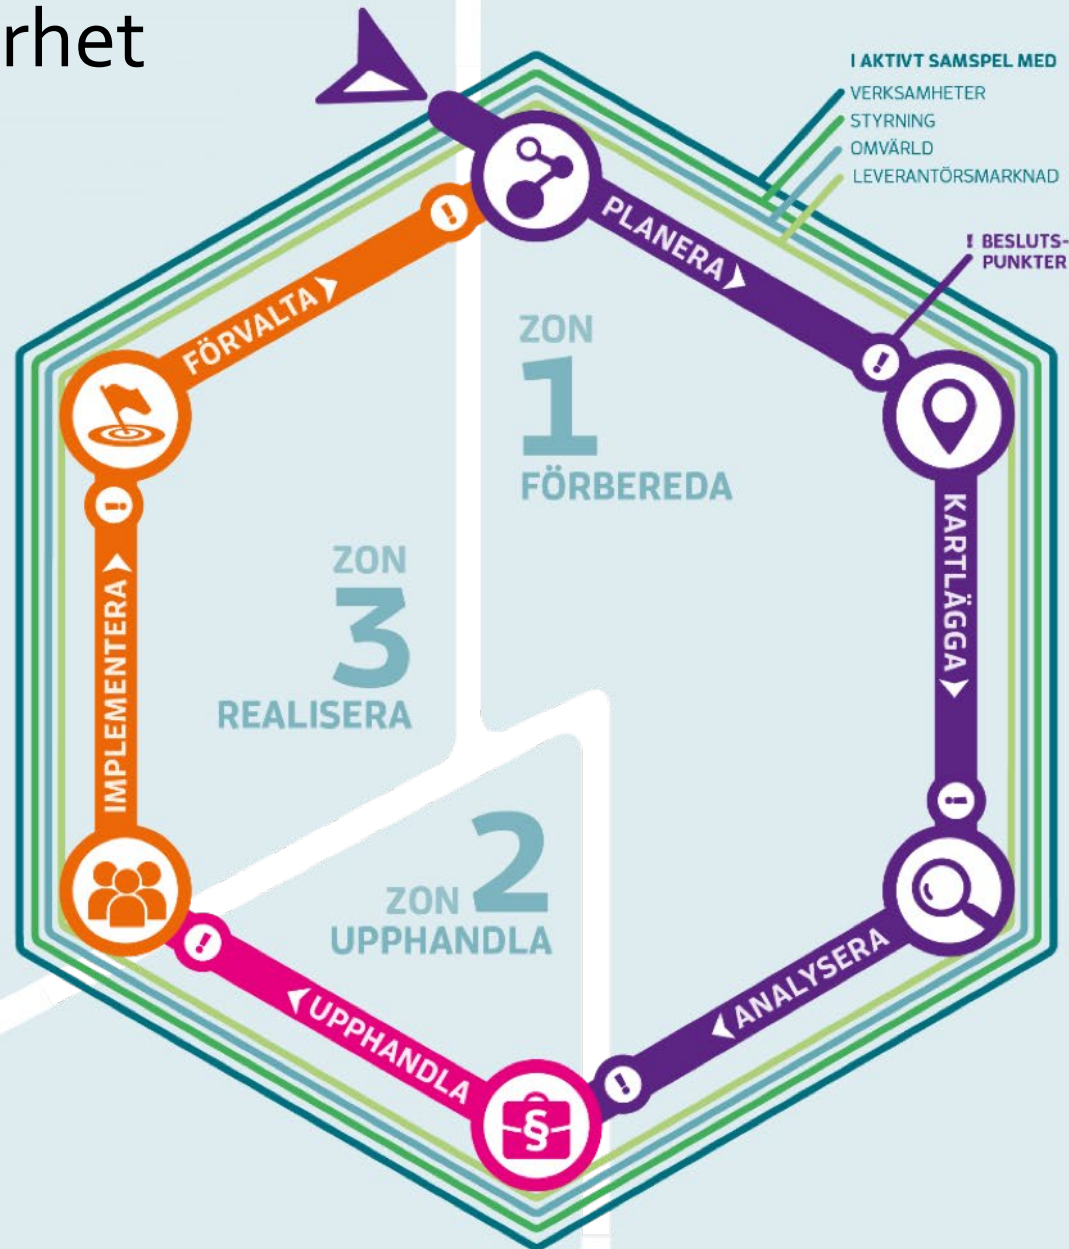 rhet
I AKTIVT SAMSPEL MED
VERKSAMHETER
STYRNING
OMVÄRLD
LEVERANTÖRSMARKNAD
! BESLUTS-
PUNKTER
PLANERA
!
KARTLÄGGA
!
ANALYSERA
!
§
UPPHANDLA
!
IMPLEMENTERA
!
FÖRVALTA
!
ZON
1
FÖRBEREDA
ZON
3
REALISERA
ZON 2
UPPHANDLA